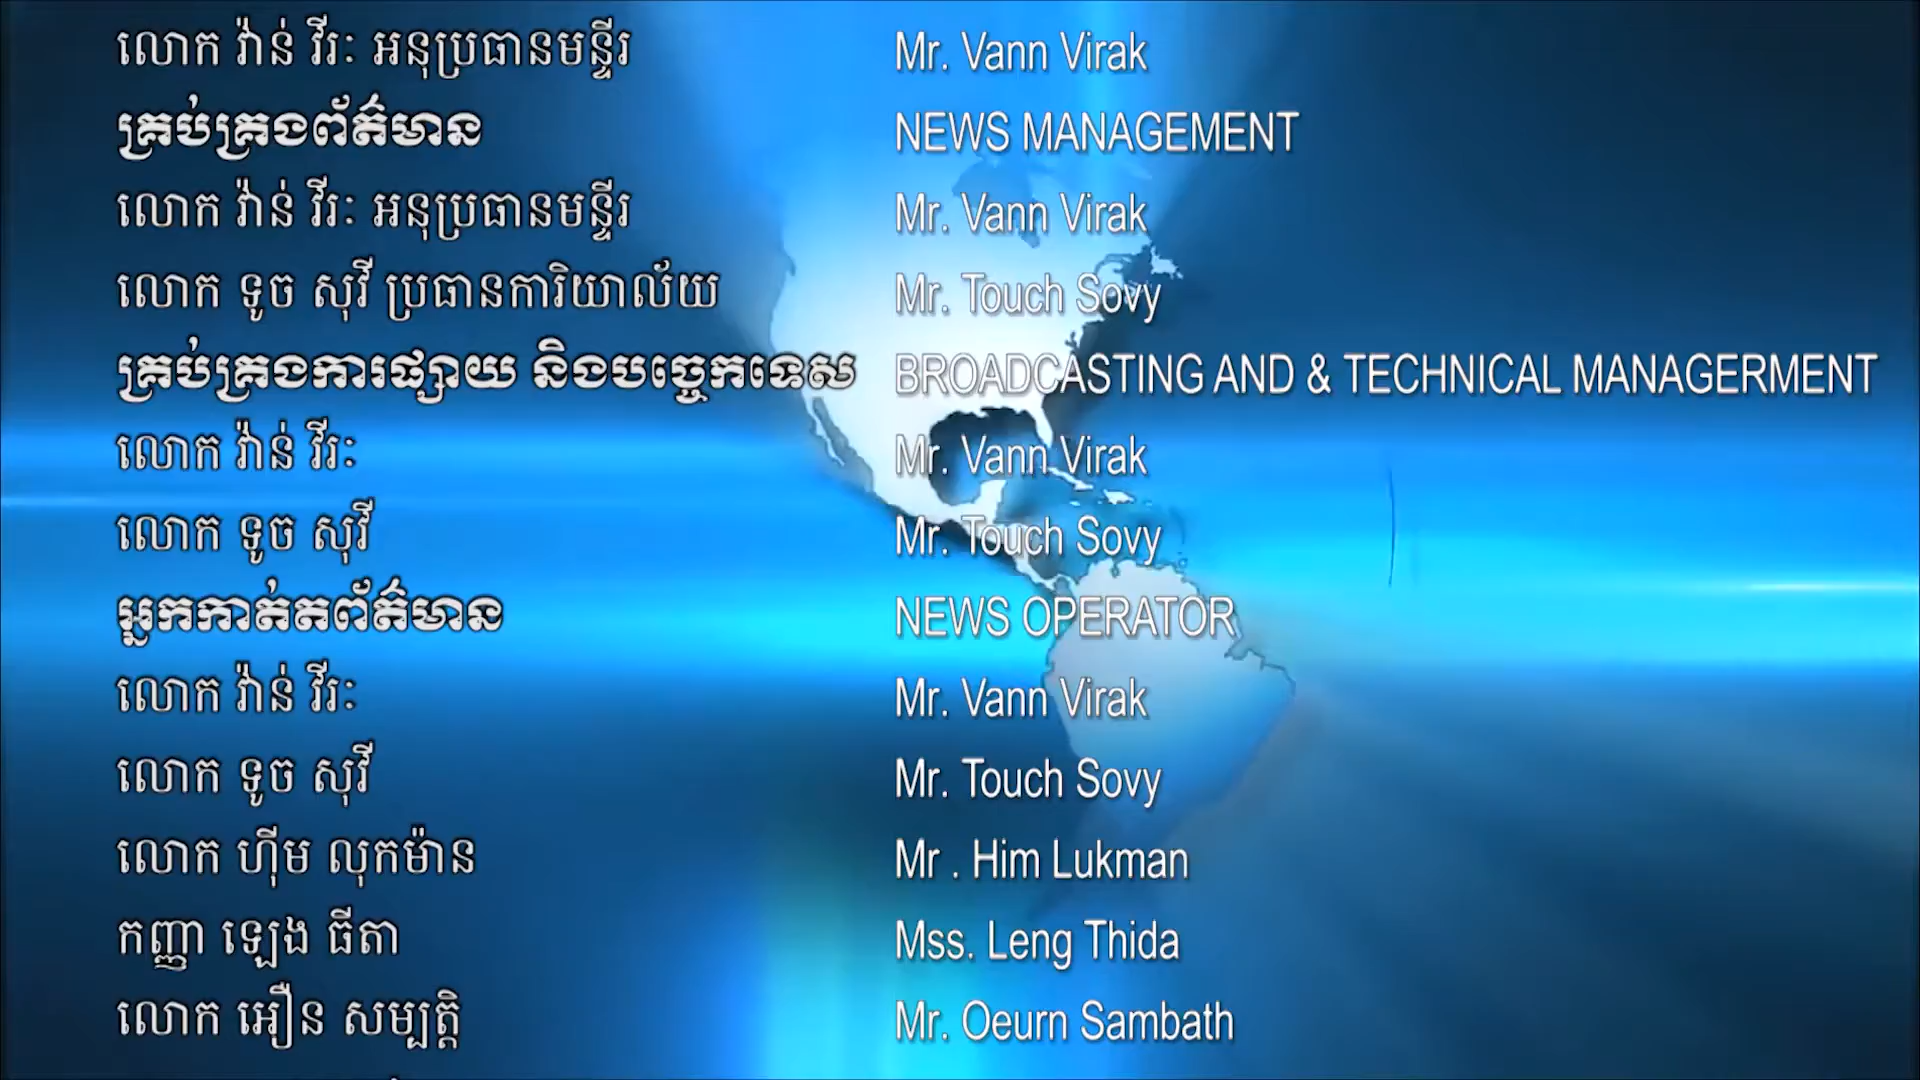 លោក វ៉ាន់ វីរៈ អនុប្រធានមន្ទីរ Mr. Vann Virak
គ្រប់គ្រងព័ត៌មាន NEWS MANAGEMENT
លោក វ៉ាន់ វីរៈ អនុប្រធានមន្ទីរ Mr. Vann Virak
លោក ទូច សុវី ប្រធានការិយាល័យ Mr. Touch Sovy
គ្រប់គ្រងការផ្សាយ និងបច្ចេកទេស BROADCASTING AND & TECHNICAL MANAGERMENT
លោក វ៉ាន់ វីរៈ Mr. Vann Virak
លោក ទូច សុវី Mr. Touch Sovy
អ្នកកាត់តព័ត៌មាន NEWS OPERATOR
លោក វ៉ាន់ វីរៈ Mr. Vann Virak
លោក ទូច សុវី Mr. Touch Sovy
លោក ហ៊ីម លុកម៉ាន Mr . Him Lukman
កញ្ញា ឡេង ធីតា Mss. Leng Thida
លោក អឿន សម្បត្តិ Mr. Oeurn Sambath